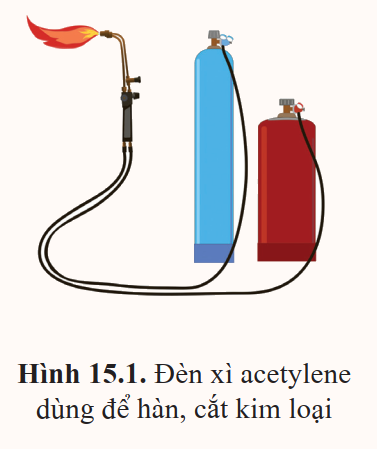 Hình 15.1. Đèn xì acetylene
dùng để hàn, cắt kim loại